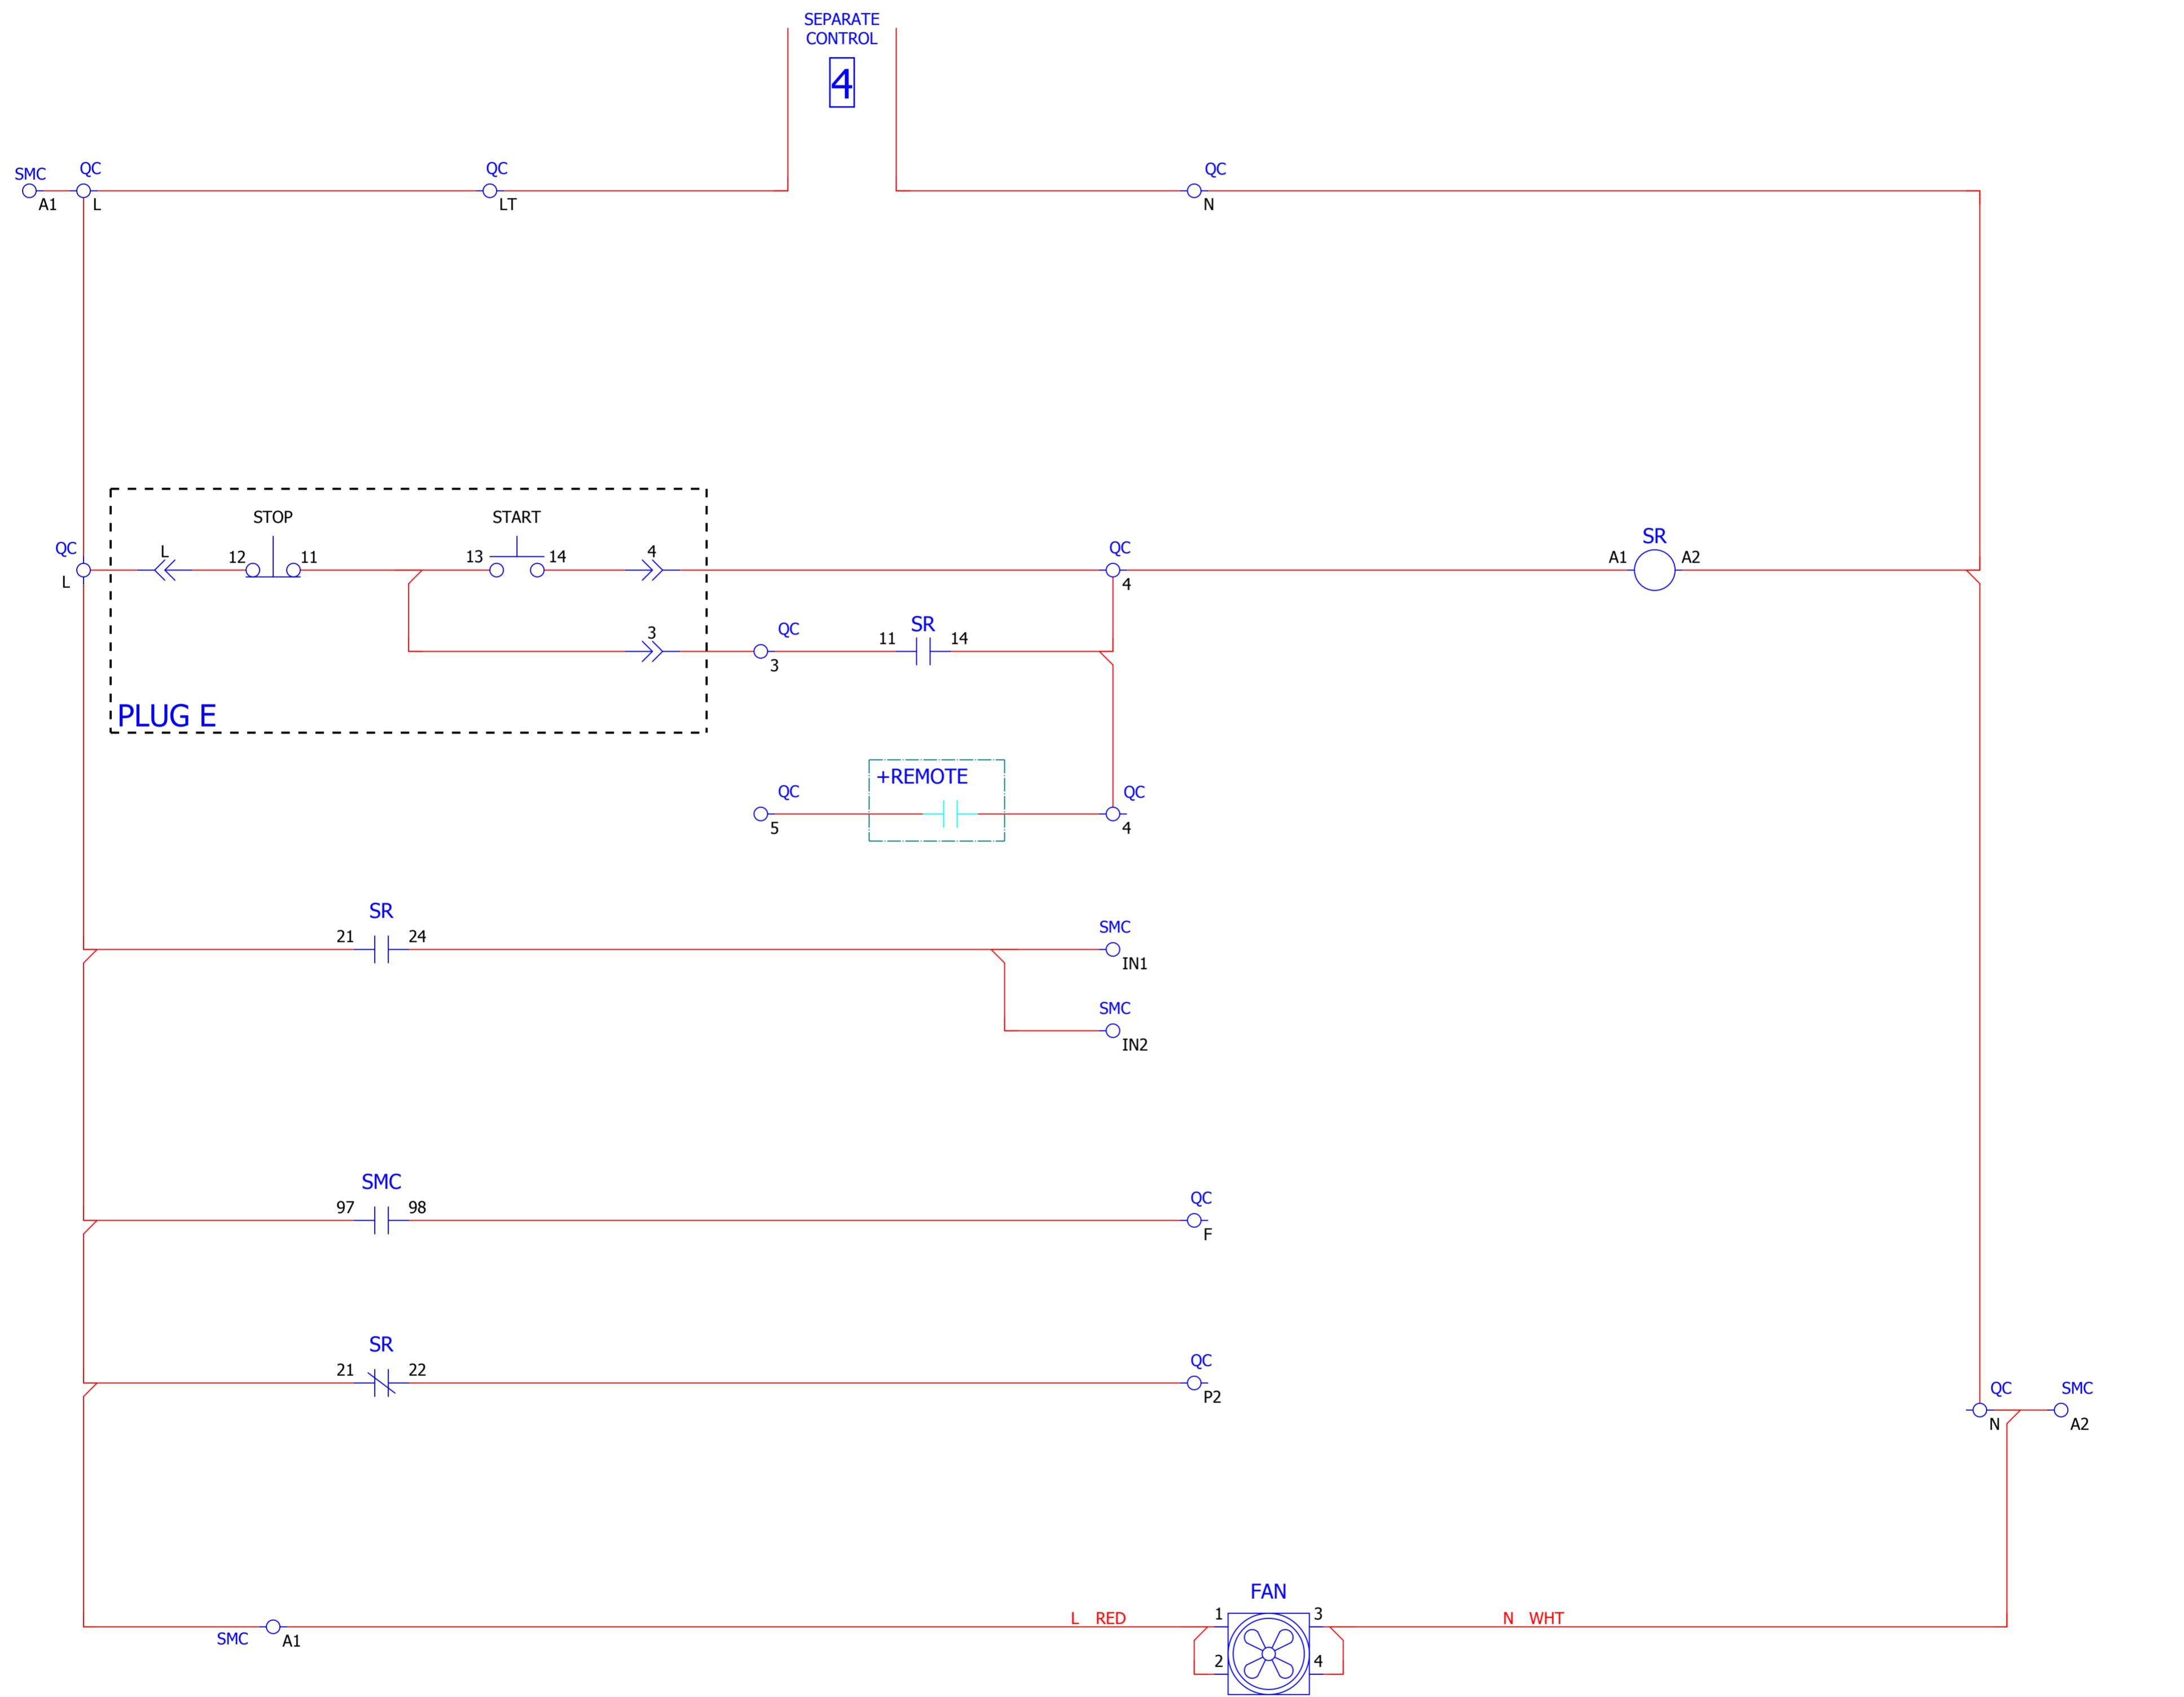 SEPARATE
CONTROL
4
SMC
A1
QC
L
QC
LT
QC
N
STOP
START
QC
L
L
12
11
13
14
4
QC
4
SR
A1
A2
3
QC
3
SR
11
14
PLUG E
+REMOTE
QC
5
QC
4
SR
21
24
SMC
IN1
SMC
IN2
SMC
97
98
QC
F
SR
21
22
QC
P2
QC
N
SMC
A2
FAN
SMC
A1
L RED
1
2
3
4
N WHT